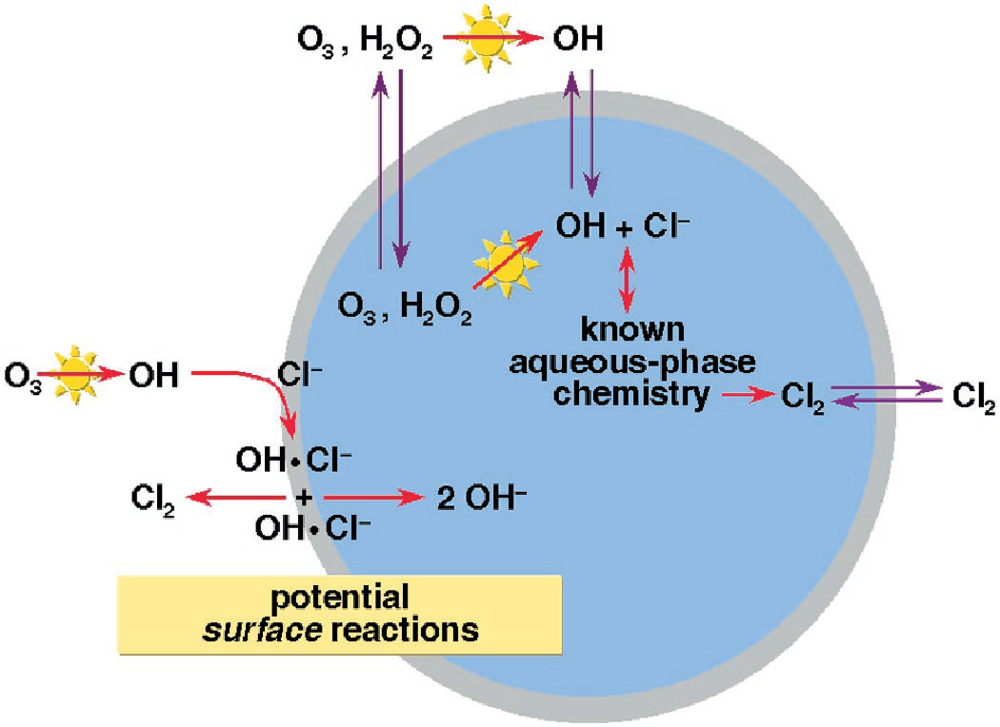 O₃, H₂O₂ OH
OH + Cl⁻
O₃, H₂O₂
known
aqueous-phase
chemistry Cl₂ Cl₂
O₃ OH Cl⁻
OH•Cl⁻
Cl₂ + 2 OH⁻
OH•Cl⁻
potential
surface reactions